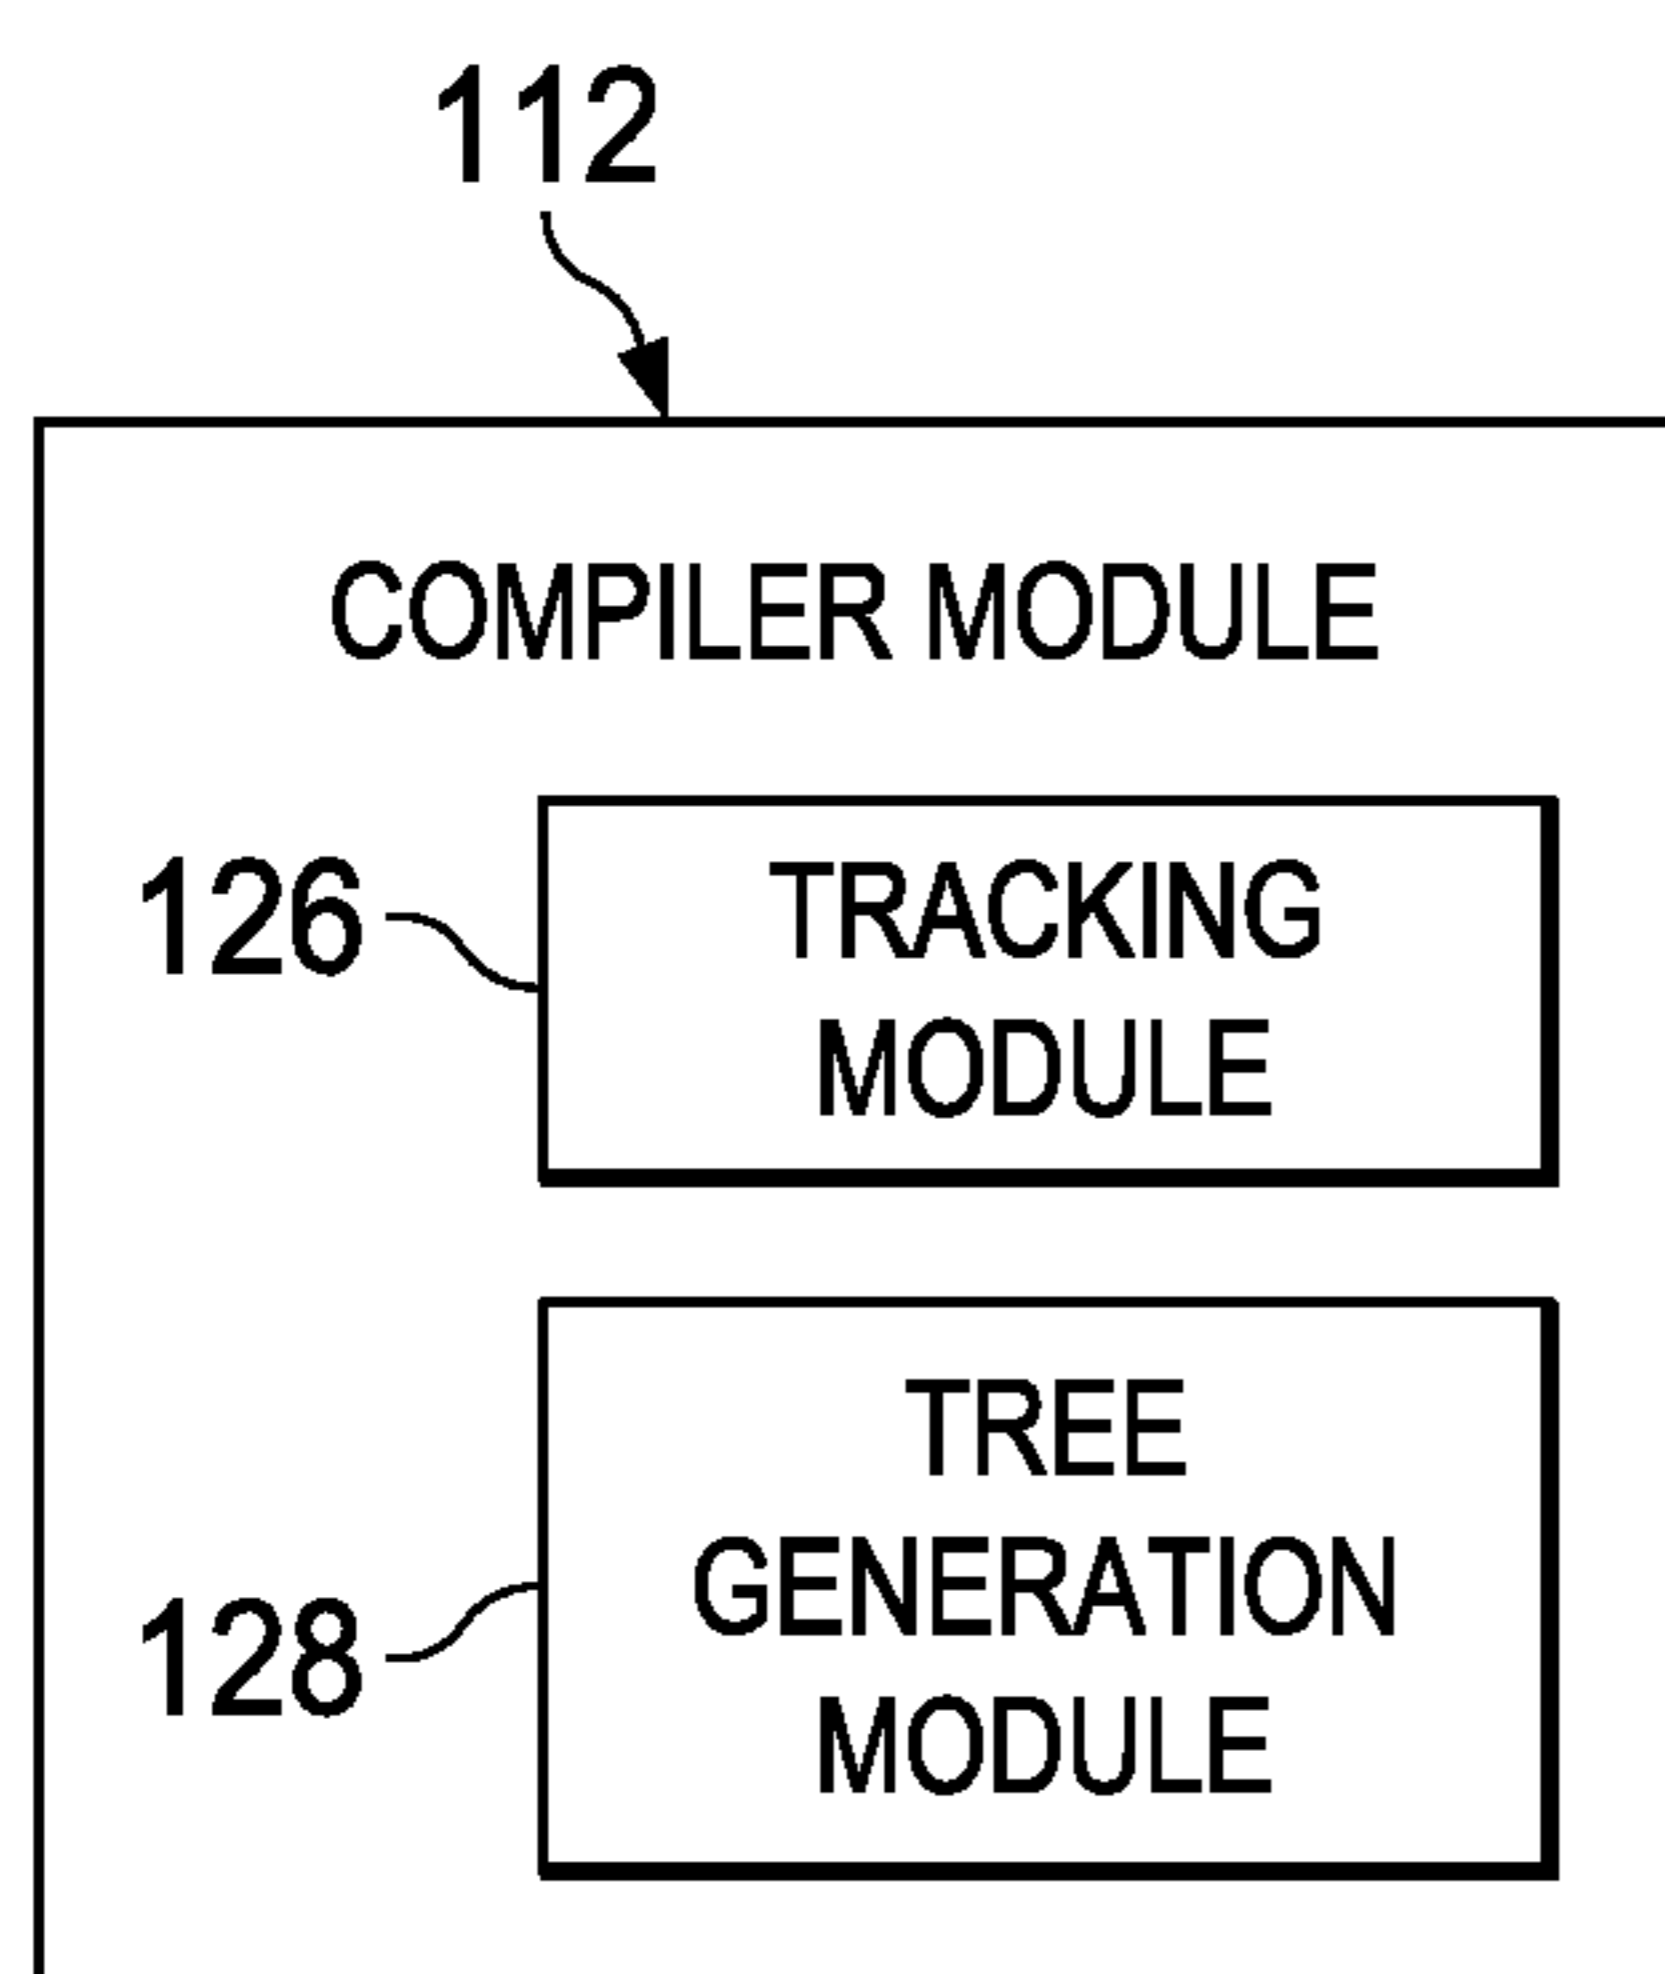 112
COMPILER MODULE
126
TRACKING
MODULE
128
TREE
GENERATION
MODULE